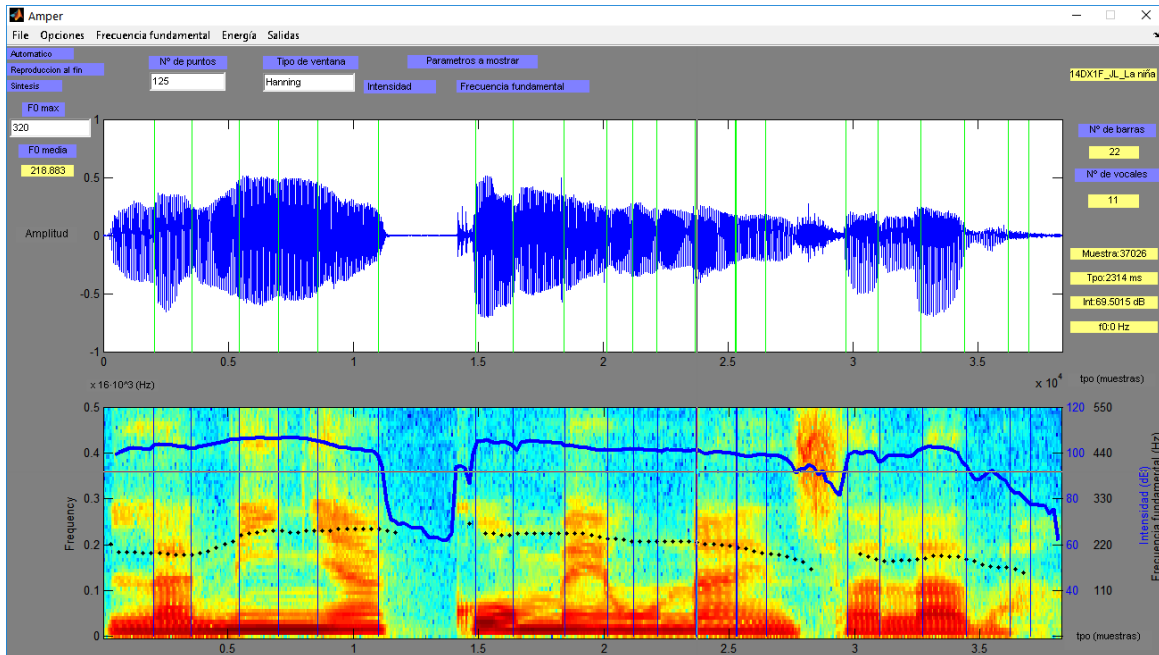 Amper
File Opciones Frecuencia fundamental Energía Salidas
Automatico
Reproduccion al fin
Sintesis
Nº de puntos
125
Tipo de ventana
Hanning
Parametros a mostrar
Intensidad
Frecuencia fundamental
14DX1F_JL_La niña
F0 max
320
F0 media
218.883
Amplitud
1
0.5
0
-0.5
-1
0 0.5 1 1.5 2 2.5 3 3.5
x 10^4
tpo (muestras)
Nº de barras
22
Nº de vocales
11
Muestra:37026
Tpo:2314 ms
Int:69.5015 dB
f0:0 Hz
x 16·10^3 (Hz)
Frequency
0.5
0.4
0.3
0.2
0.1
0
0.5 1 1.5 2 2.5 3 3.5
120 550
100 440
80 330
60 220
40 110
0
Intensidad (dB)
Frecuencia fundamental (Hz)
tpo (muestras)